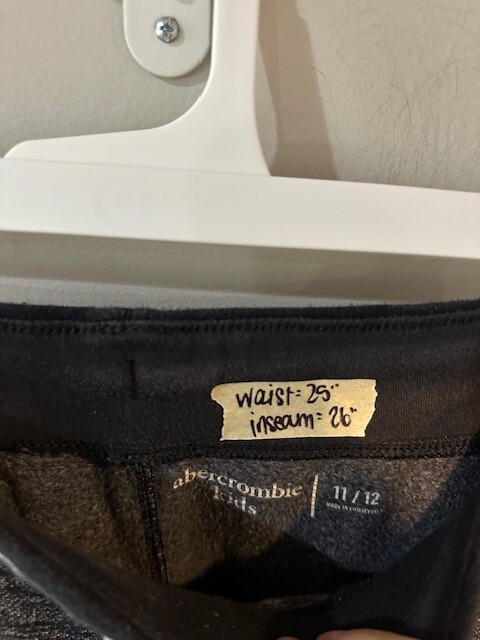 waist= 25"
inseam= 26"
abercrombie
kids
11 / 12